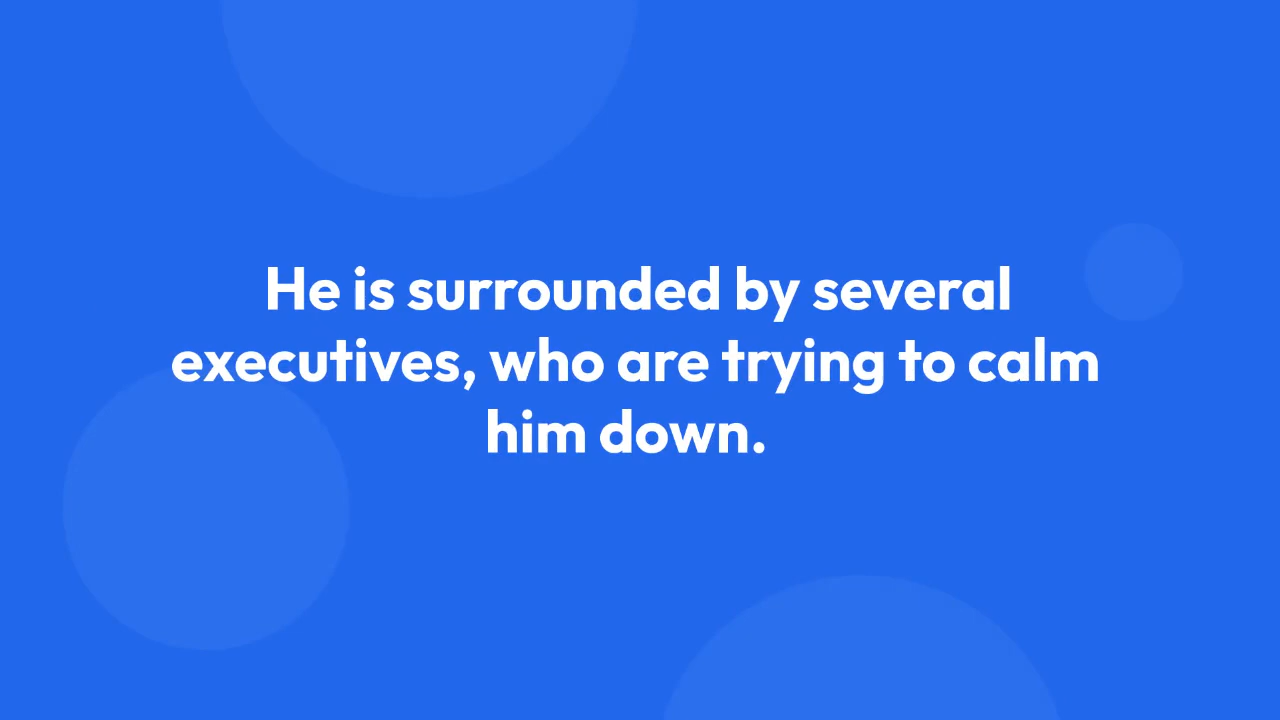 He is surrounded by several
executives, who are trying to calm
him down.